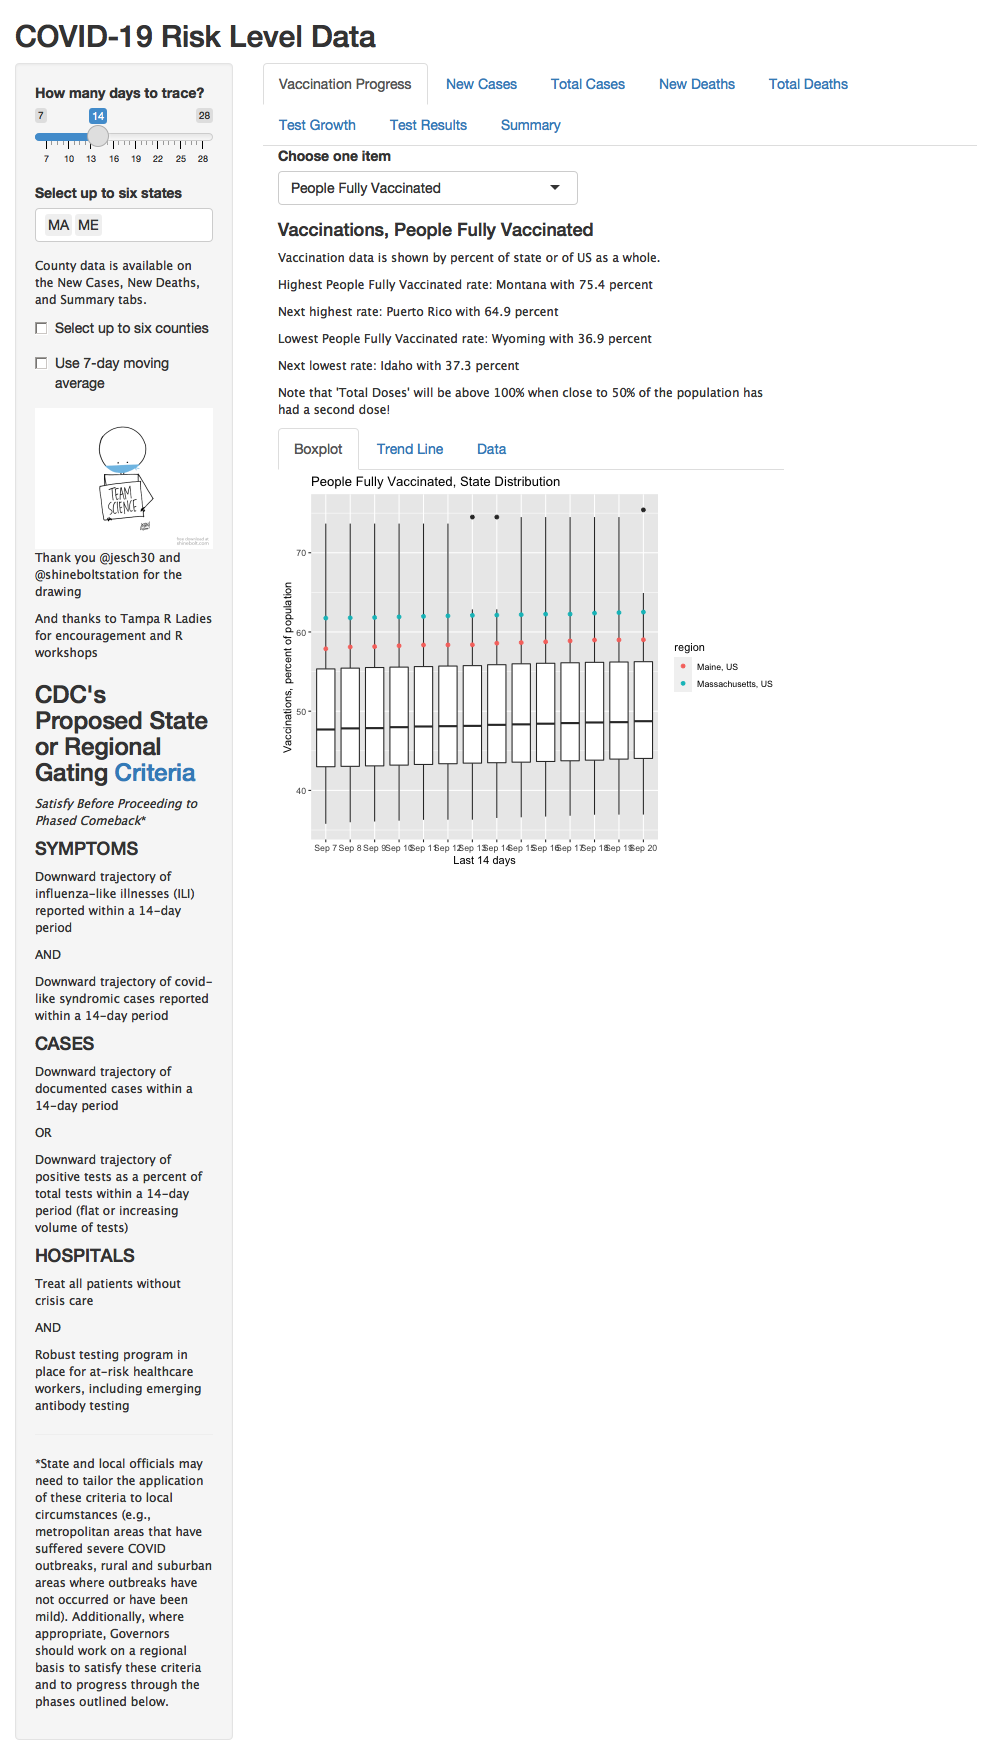 COVID-19 Risk Level Data
How many days to trace?
7 14 28
7 10 13 16 19 22 25 28
Select up to six states
MA ME
County data is available on
the New Cases, New Deaths,
and Summary tabs.
Select up to six counties
Use 7-day moving
average
TEAM
SCIENCE
Thank you @jesch30 and
@shineboltstation for the
drawing
And thanks to Tampa R Ladies
for encouragement and R
workshops
CDC's
Proposed State
or Regional
Gating Criteria
Satisfy Before Proceeding to
Phased Comeback*
SYMPTOMS
Downward trajectory of
influenza-like illnesses (ILI)
reported within a 14-day
period
AND
Downward trajectory of covid-
like syndromic cases reported
within a 14-day period
CASES
Downward trajectory of
documented cases within a
14-day period
OR
Downward trajectory of
positive tests as a percent of
total tests within a 14-day
period (flat or increasing
volume of tests)
HOSPITALS
Treat all patients without
crisis care
AND
Robust testing program in
place for at-risk healthcare
workers, including emerging
antibody testing
*State and local officials may
need to tailor the application
of these criteria to local
circumstances (e.g.,
metropolitan areas that have
suffered severe COVID
outbreaks, rural and suburban
areas where outbreaks have
not occurred or have been
mild). Additionally, where
appropriate, Governors
should work on a regional
basis to satisfy these criteria
and to progress through the
phases outlined below.
Vaccination Progress New Cases Total Cases New Deaths Total Deaths
Test Growth Test Results Summary
Choose one item
People Fully Vaccinated
Vaccinations, People Fully Vaccinated
Vaccination data is shown by percent of state or of US as a whole.
Highest People Fully Vaccinated rate: Montana with 75.4 percent
Next highest rate: Puerto Rico with 64.9 percent
Lowest People Fully Vaccinated rate: Wyoming with 36.9 percent
Next lowest rate: Idaho with 37.3 percent
Note that 'Total Doses' will be above 100% when close to 50% of the population has
had a second dose!
Boxplot Trend Line Data
People Fully Vaccinated, State Distribution
Vaccinations, percent of population
70
60
50
40
Sep 7 Sep 8 Sep 9 Sep 10 Sep 11 Sep 12 Sep 13 Sep 14 Sep 15 Sep 16 Sep 17 Sep 18 Sep 19 Sep 20
Last 14 days
region
Maine, US
Massachusetts, US